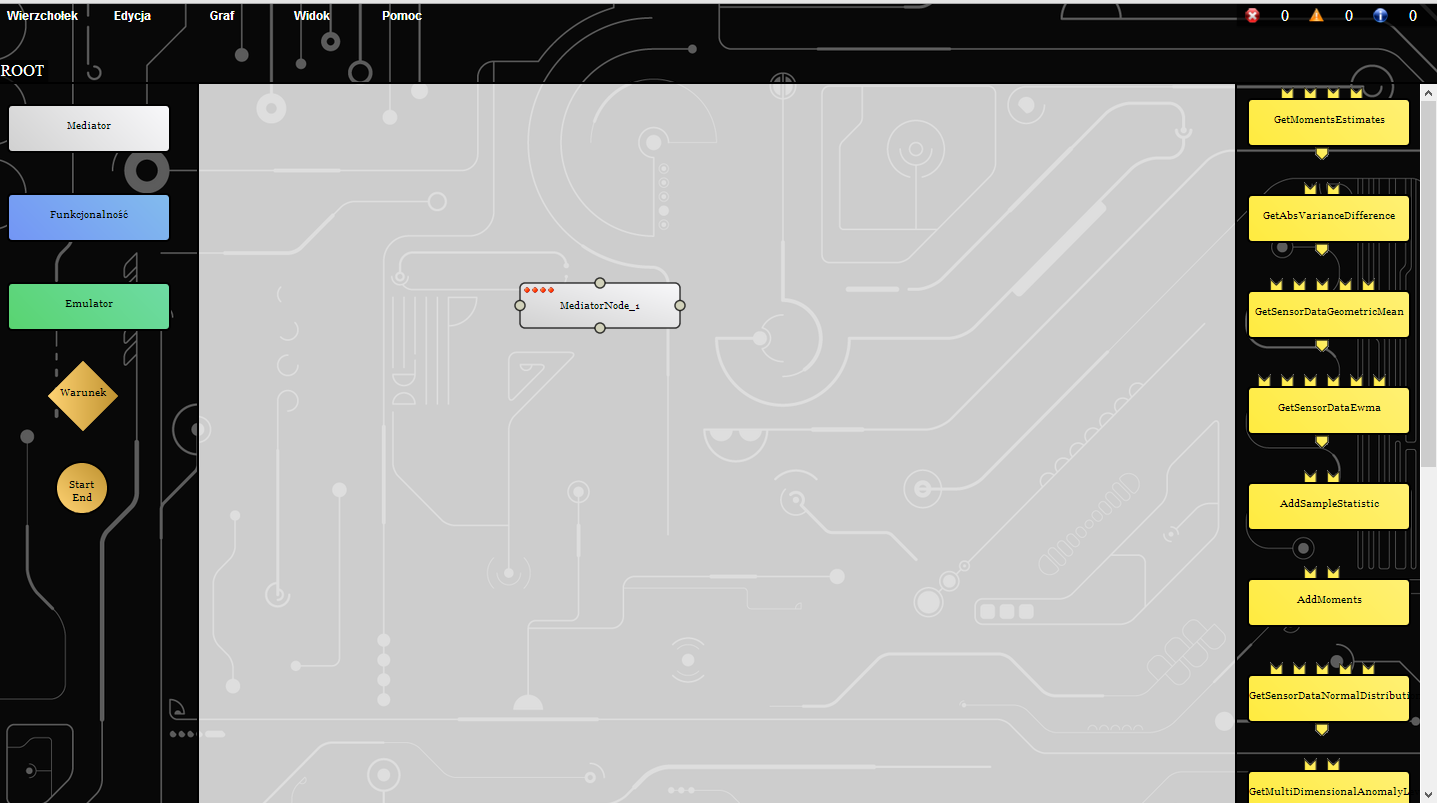 Wierzchołek Edycja Graf Widok Pomoc 0 0 0
ROOT
Mediator
Funkcjonalność
Emulator
Warunek
Start
End
MediatorNode_1
GetMomentsEstimates
GetAbsVarianceDifference
GetSensorDataGeometricMean
GetSensorDataEwma
AddSampleStatistic
AddMoments
GetSensorDataNormalDistributi
GetMultiDimensionalAnomalyL